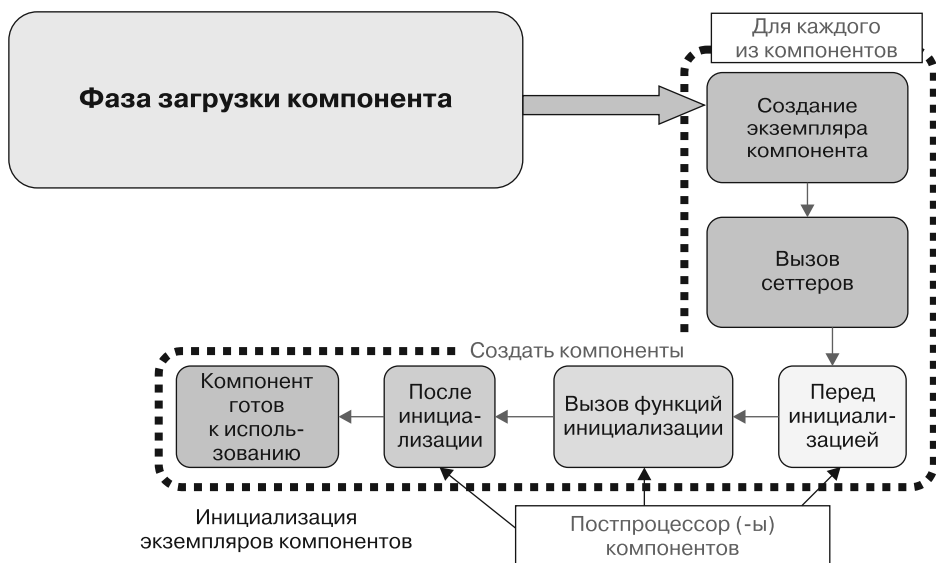 Фаза загрузки компонента
Для каждого
из компонентов
Создание
экземпляра
компонента
Вызов
сеттеров
Создать компоненты
Перед
инициали-
зацией
Вызов функций
инициализации
После
инициа-
лизации
Компонент
готов
к исполь-
зованию
Инициализация
экземпляров компонентов
Постпроцессор (-ы)
компонентов